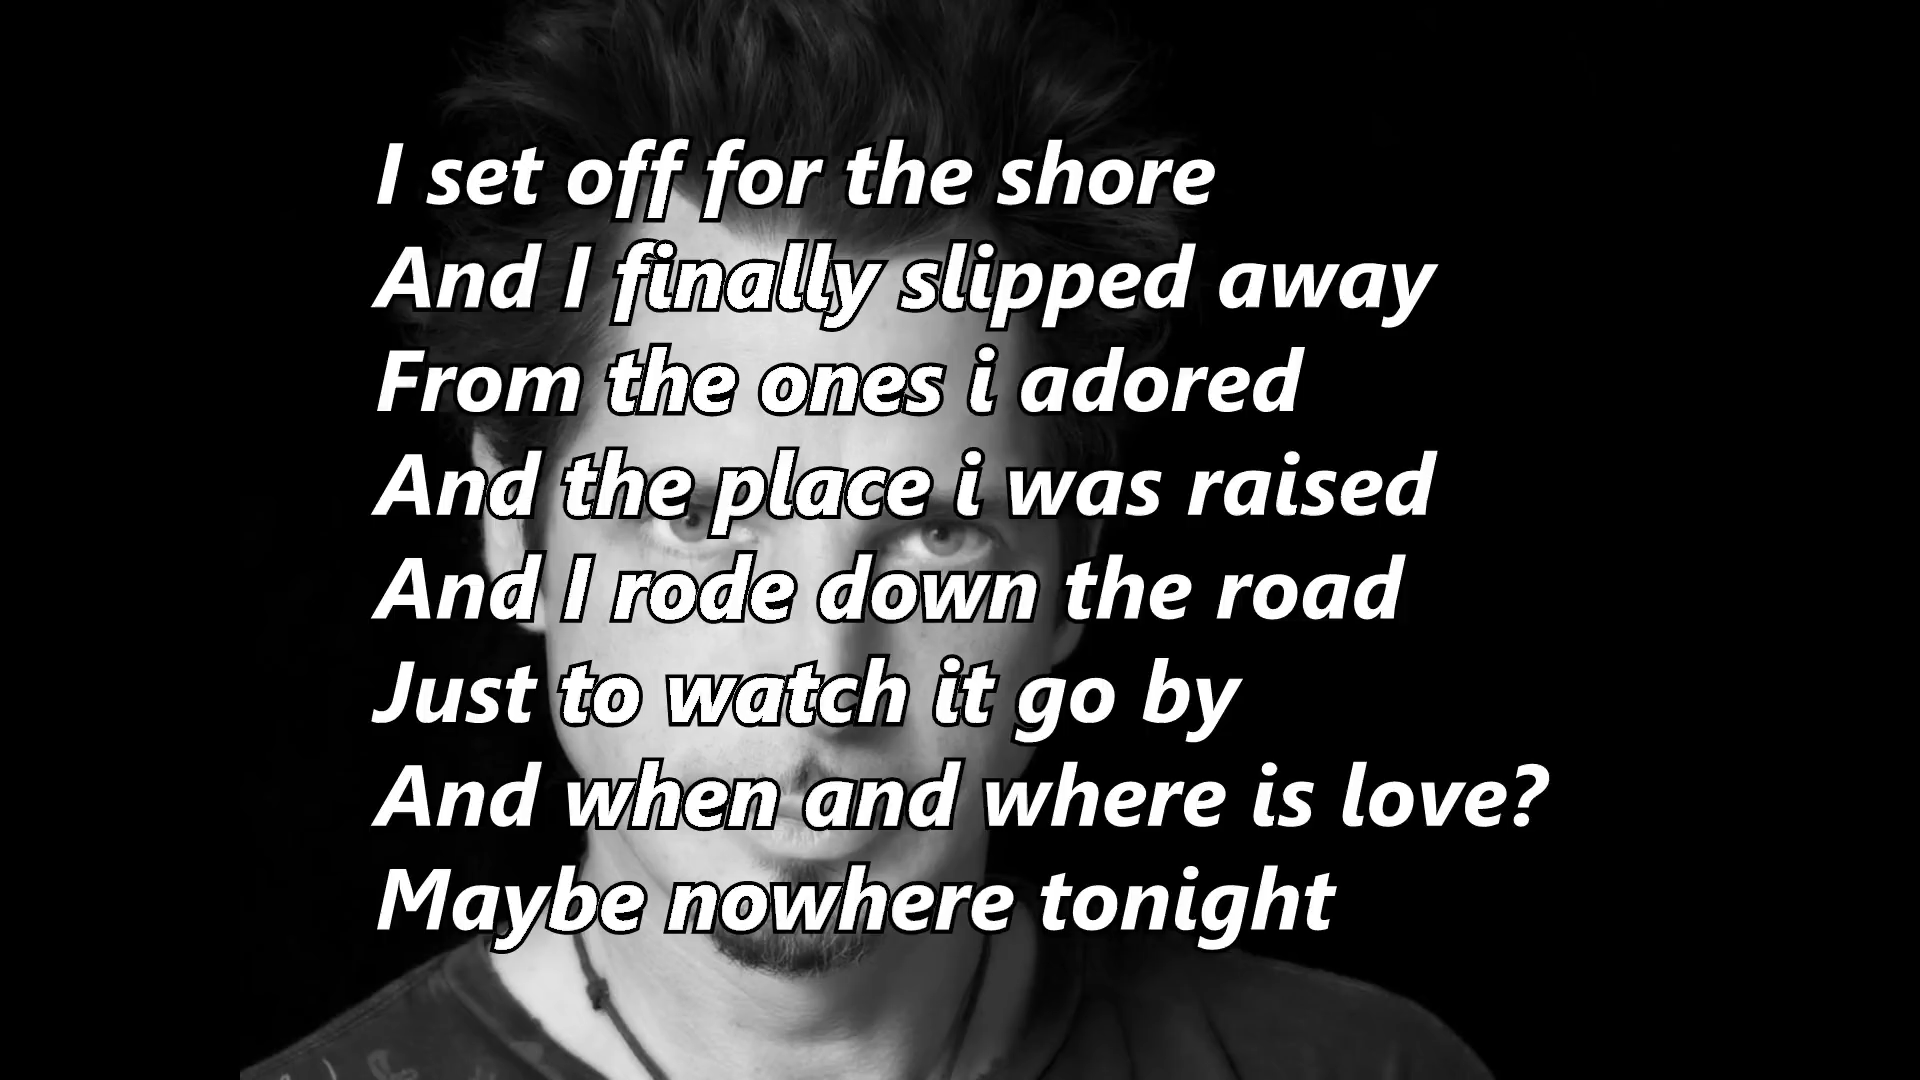 I set off for the shore
And I finally slipped away
From the ones i adored
And the place i was raised
And I rode down the road
Just to watch it go by
And when and where is love?
Maybe nowhere tonight